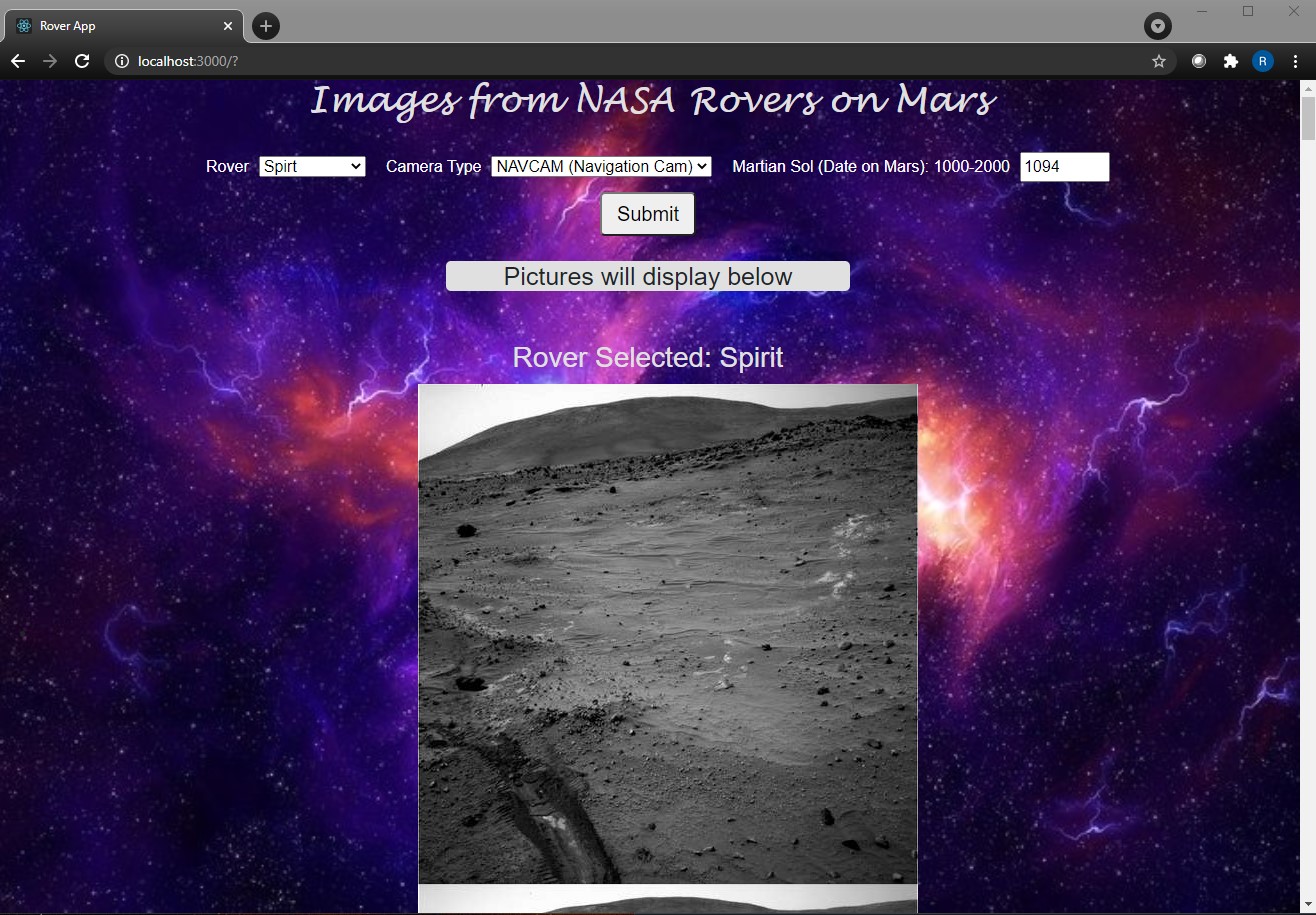 Rover App
localhost:3000/?
R
Images from NASA Rovers on Mars
Rover Spirt Camera Type NAVCAM (Navigation Cam) Martian Sol (Date on Mars): 1000-2000 1094
Submit
Pictures will display below
Rover Selected: Spirit